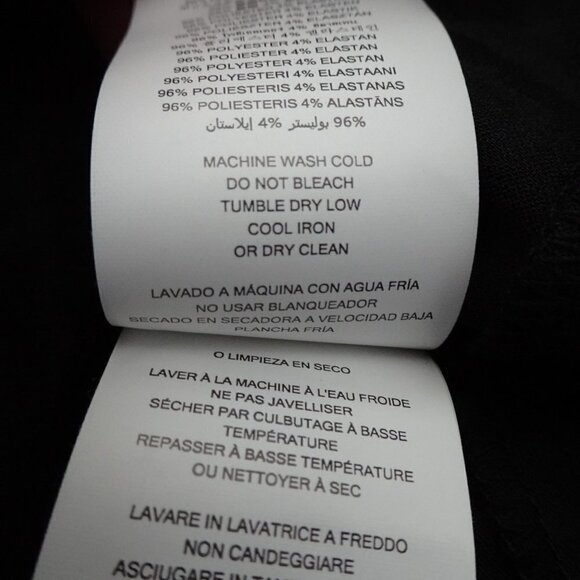 96% POLYESTER 4% ELASTAN
96% POLYESTER 4% ELASTAN
96% POLYESTERI 4% ELASTAANI
96% POLIESTERIS 4% ELASTANAS
96% POLIESTERIS 4% ALASTĀNS
96% بوليستر 4% إيلاستان
MACHINE WASH COLD
DO NOT BLEACH
TUMBLE DRY LOW
COOL IRON
OR DRY CLEAN
LAVADO A MÁQUINA CON AGUA FRÍA
NO USAR BLANQUEADOR
SECADO EN SECADORA A VELOCIDAD BAJA
PLANCHA FRÍA
O LIMPIEZA EN SECO
LAVER À LA MACHINE À L'EAU FROIDE
NE PAS JAVELLISER
SÉCHER PAR CULBUTAGE À BASSE
TEMPÉRATURE
REPASSER À BASSE TEMPÉRATURE
OU NETTOYER À SEC
LAVARE IN LAVATRICE A FREDDO
NON CANDEGGIARE
ASCIUGARE IN